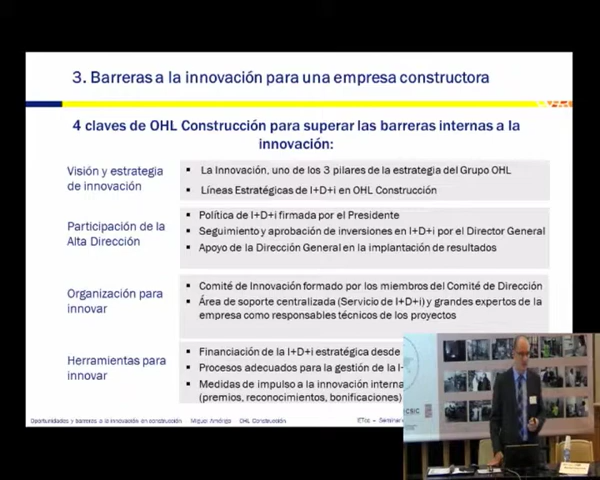 3. Barreras a la innovación para una empresa constructora
4 claves de OHL Construcción para superar las barreras internas a la
innovación:
Visión y estrategia
de innovación
▪ La Innovación, uno de los 3 pilares de la estrategia del Grupo OHL
▪ Líneas Estratégicas de I+D+i en OHL Construcción
Participación de la
Alta Dirección
▪ Política de I+D+i firmada por el Presidente
▪ Seguimiento y aprobación de inversiones en I+D+i por el Director General
▪ Apoyo de la Dirección General en la implantación de resultados
Organización para
innovar
▪ Comité de Innovación formado por los miembros del Comité de Dirección
▪ Área de soporte centralizada (Servicio de I+D+i) y grandes expertos de la
empresa como responsables técnicos de los proyectos
Herramientas para
innovar
▪ Financiación de la I+D+i estratégica desde
▪ Procesos adecuados para la gestión de la I+
▪ Medidas de impulso a la innovación interna
(premios, reconocimientos, bonificaciones)
Oportunidades y barreras a la innovación en construcción Miguel Amérigo OHL Construcción
CSIC